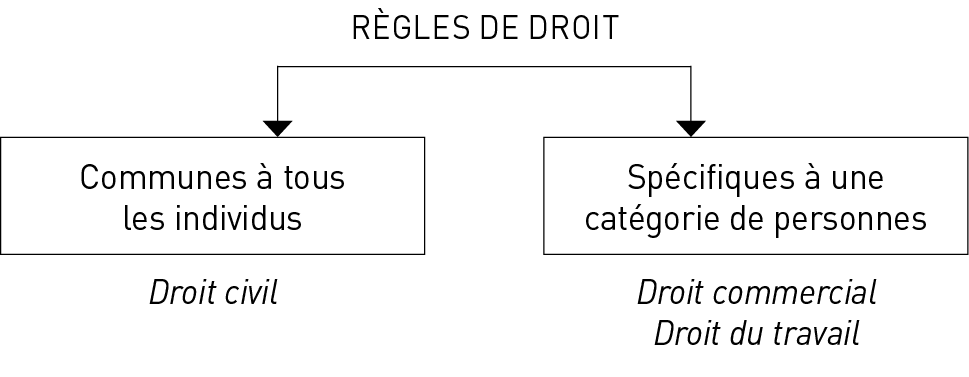 RÈGLES DE DROIT
Communes à tous
les individus
Spécifiques à une
catégorie de personnes
Droit civil
Droit commercial
Droit du travail